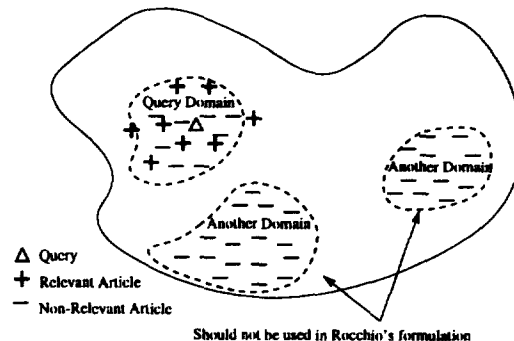 Query Domain
Another Domain
Another Domain
Query
Relevant Article
Non-Relevant Article
Should not be used in Rocchio's formulation